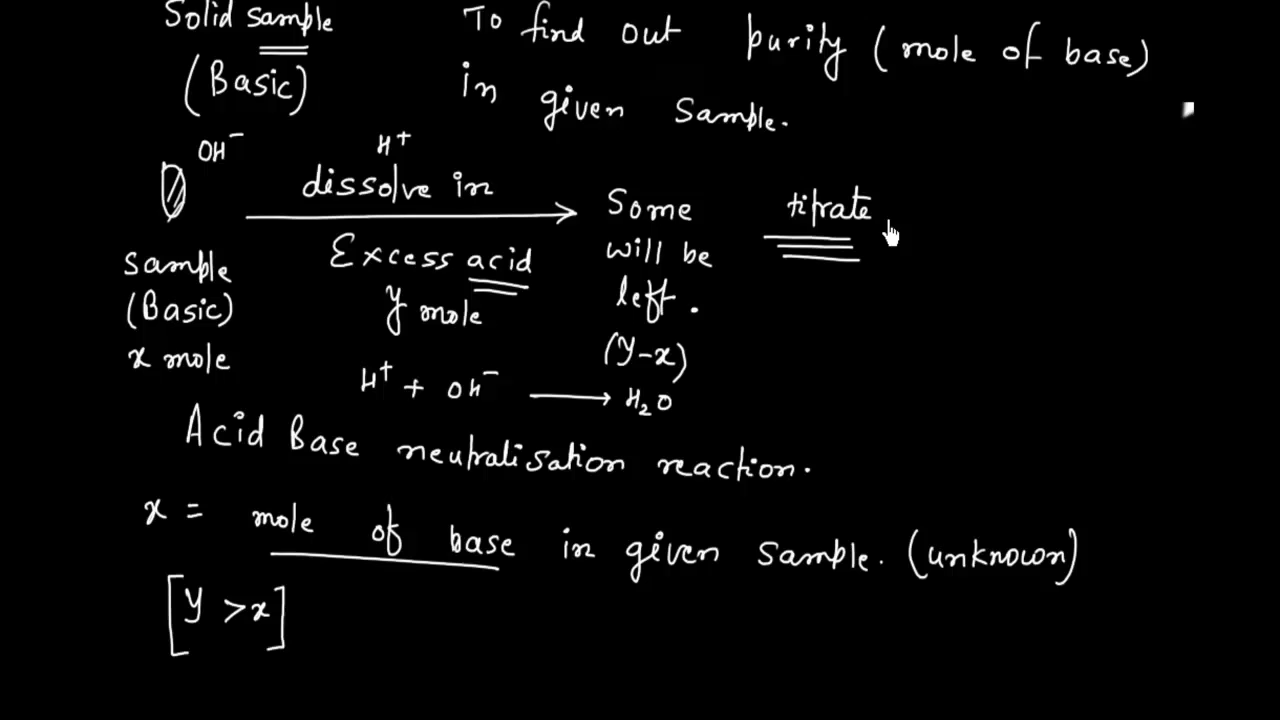 Solid sample
(Basic)
To find out purity (mole of base)
in given sample.
OH⁻
H⁺
dissolve in
Excess acid
y mole
sample
(Basic)
x mole
Some
will be
left.
(y-x)
titrate
H⁺ + OH⁻ ⟶ H₂O
Acid Base neutralisation reaction.
x = mole of base in given sample. (unknown)
[y > x]